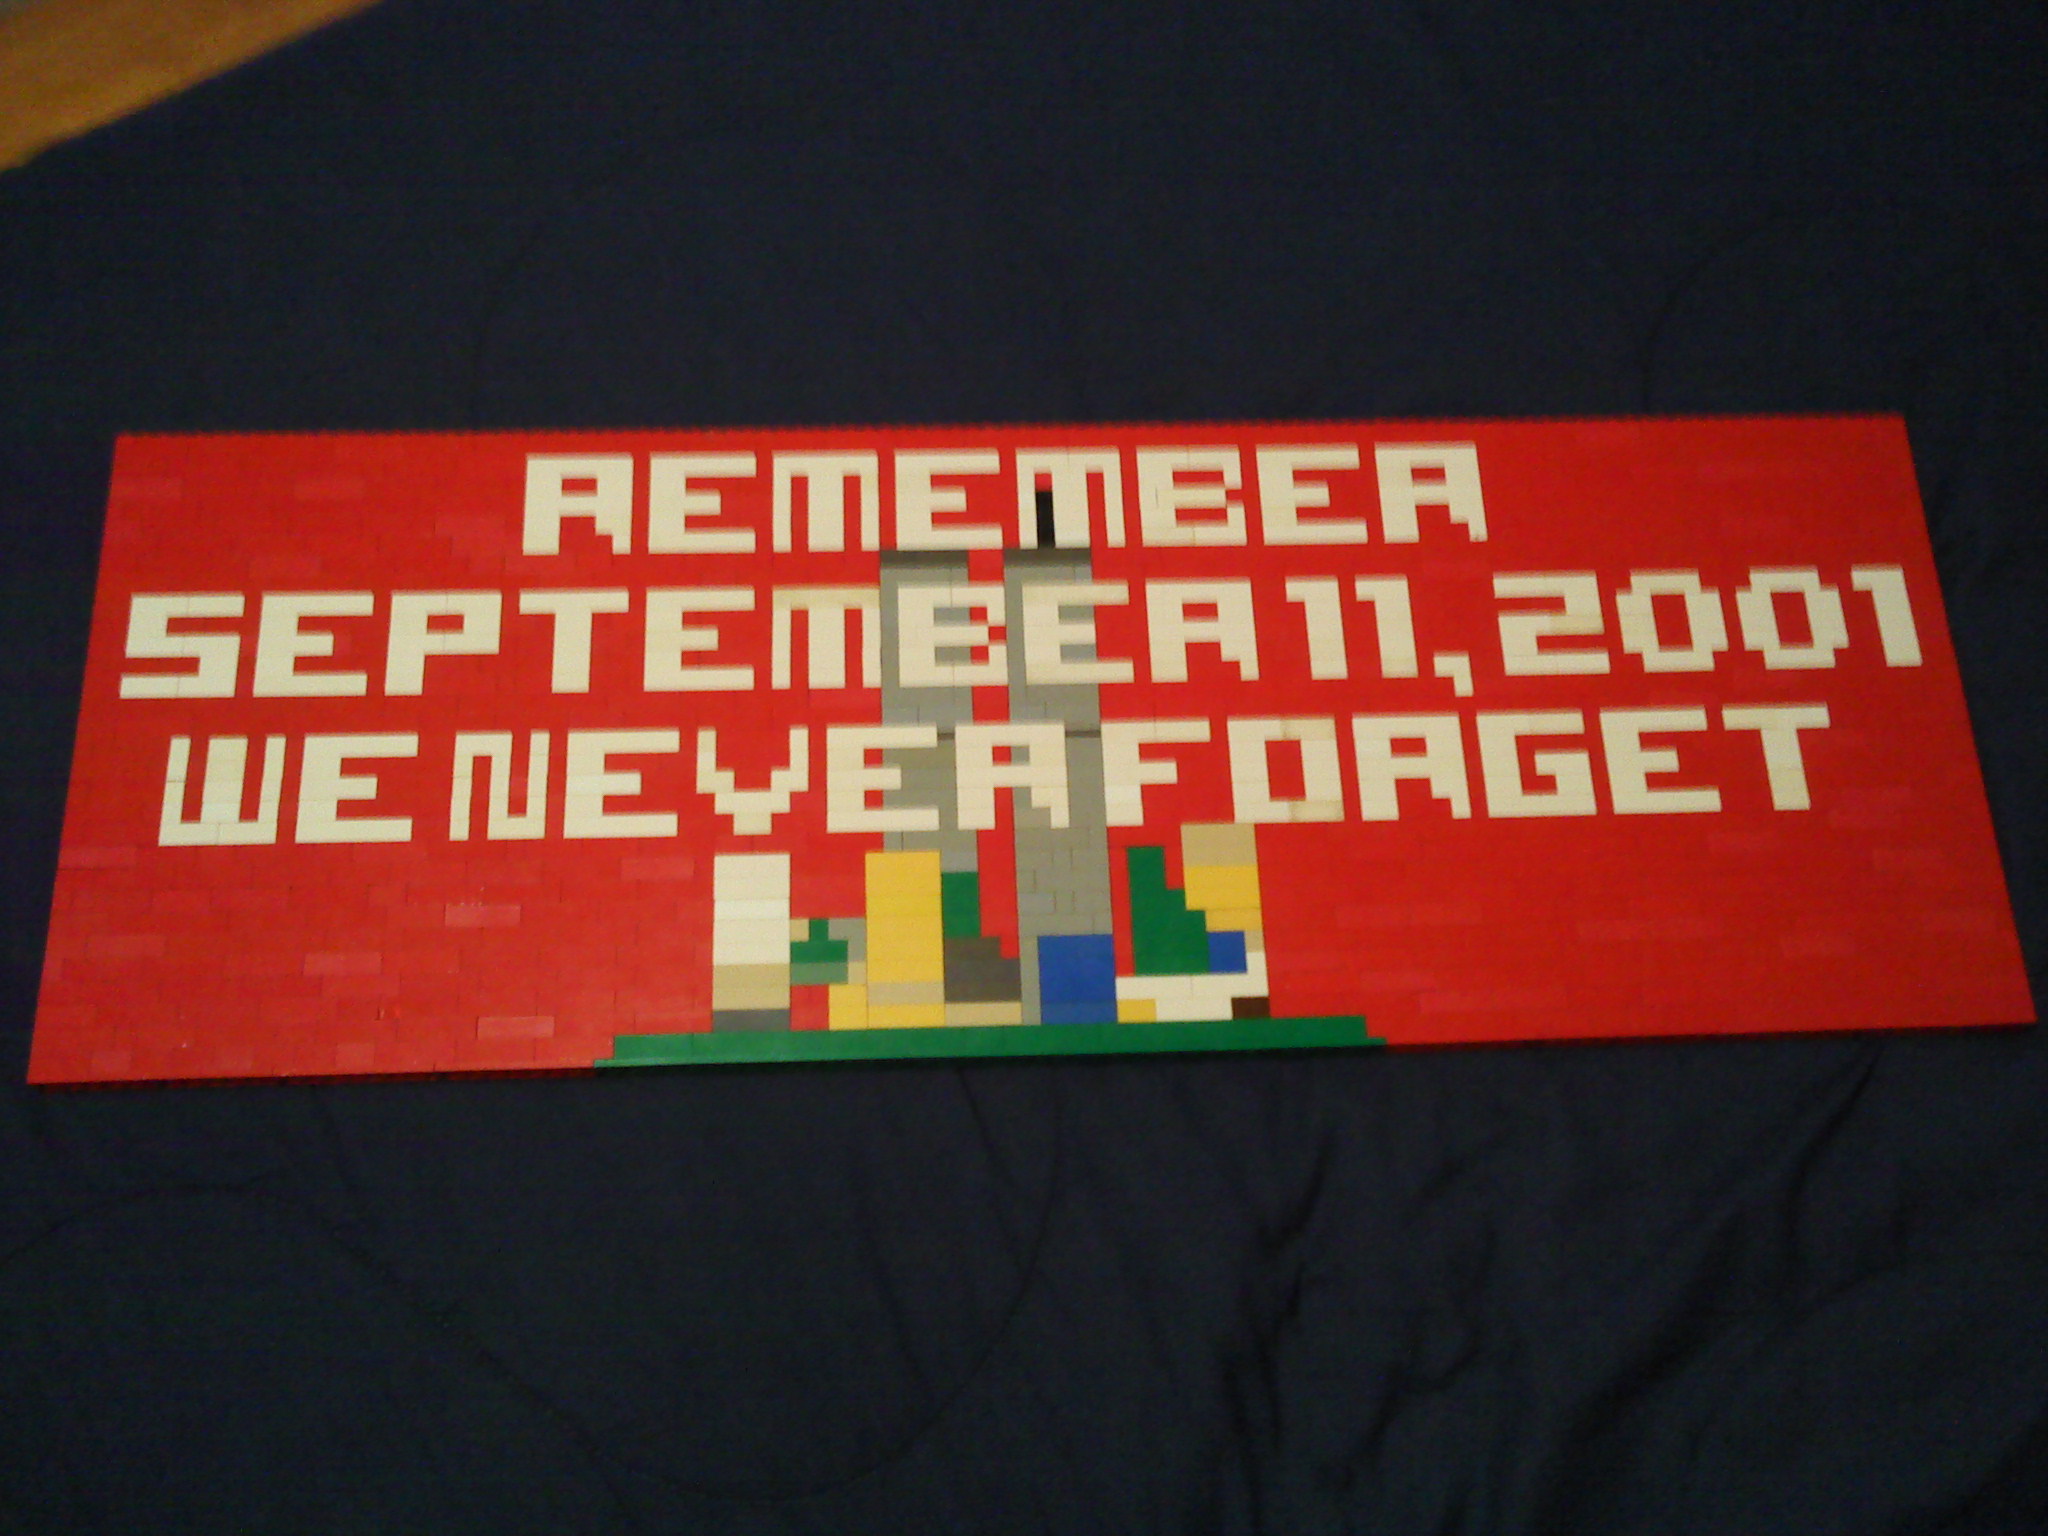 REMEMBER
SEPTEMBER 11, 2001
WE NEVER FORGET